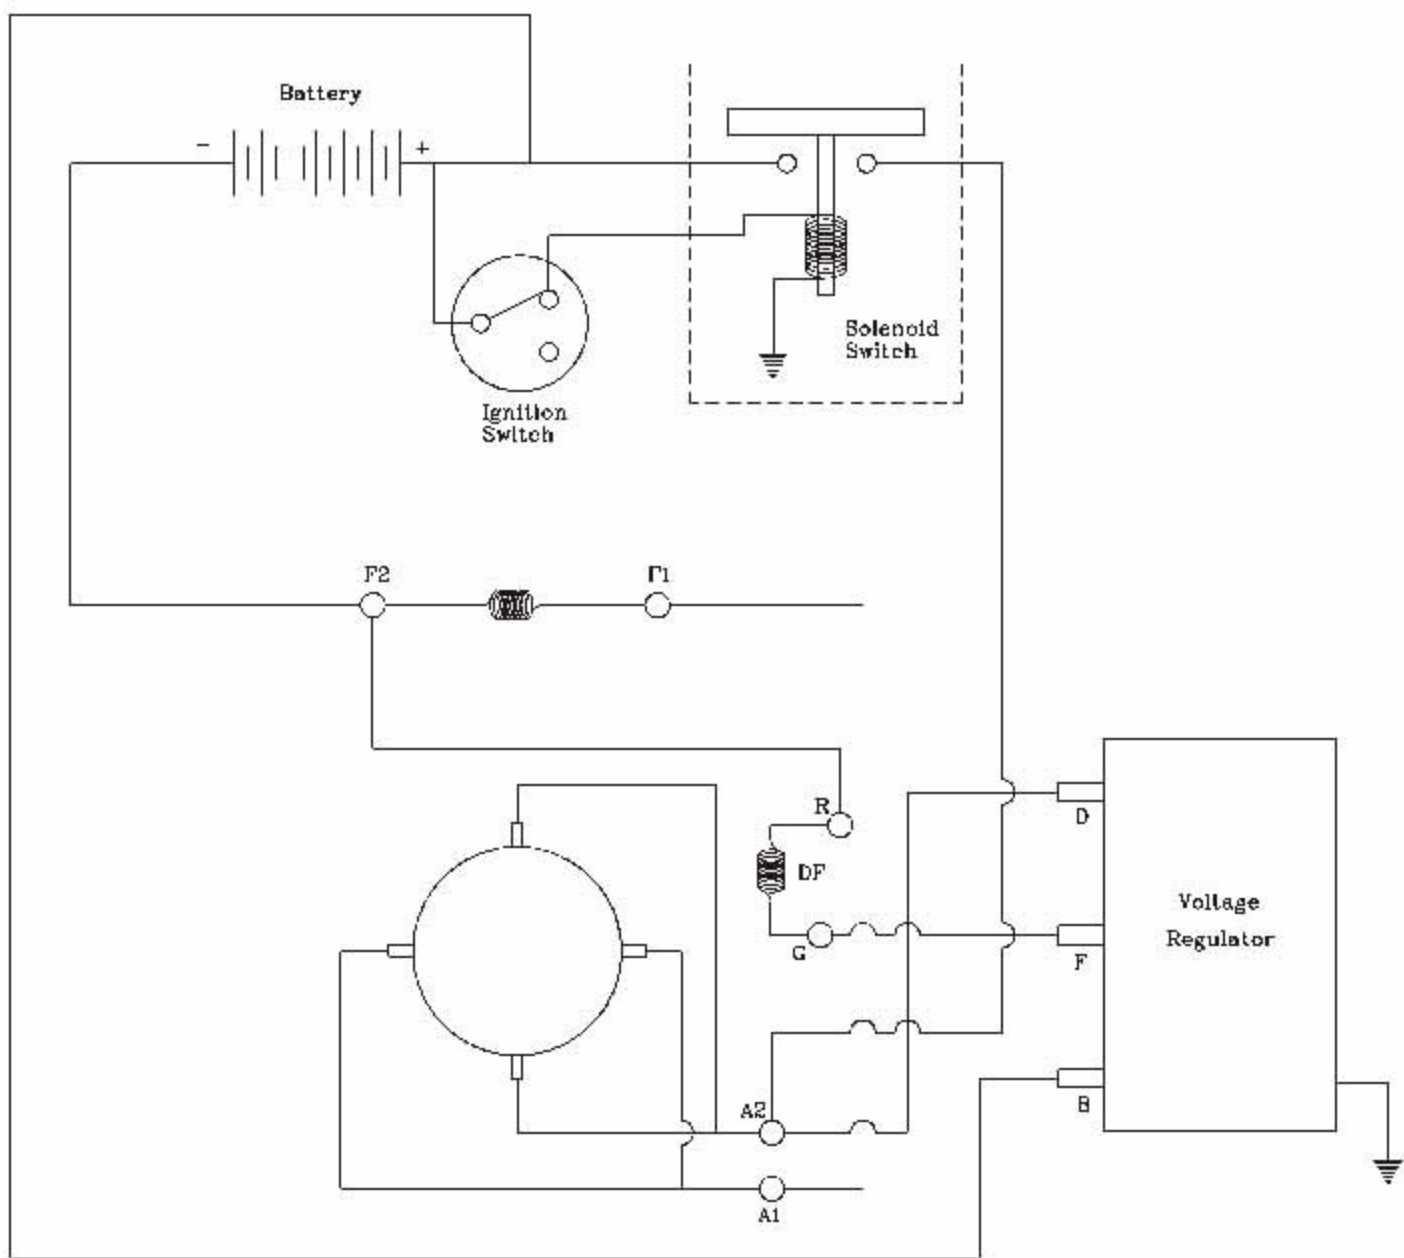 Battery
- +
Solenoid
Switch
Ignition
Switch
F2
F1
R
D
DF
Voltage
Regulator
G
F
A2
B
A1